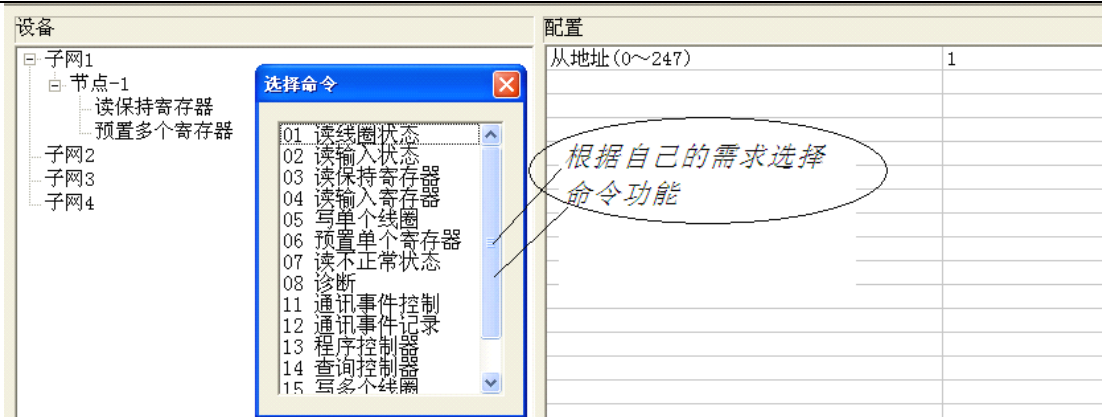 设备
子网1
节点-1
读保持寄存器
预置多个寄存器
子网2
子网3
子网4
选择命令
01 读线圈状态
02 读输入状态
03 读保持寄存器
04 读输入寄存器
05 写单个线圈
06 预置单个寄存器
07 读不正常状态
08 诊断
11 通讯事件控制
12 通讯事件记录
13 程序控制器
14 查询控制器
15 写多个线圈
根据自己的需求选择
命令功能
配置
从地址(0～247) 1